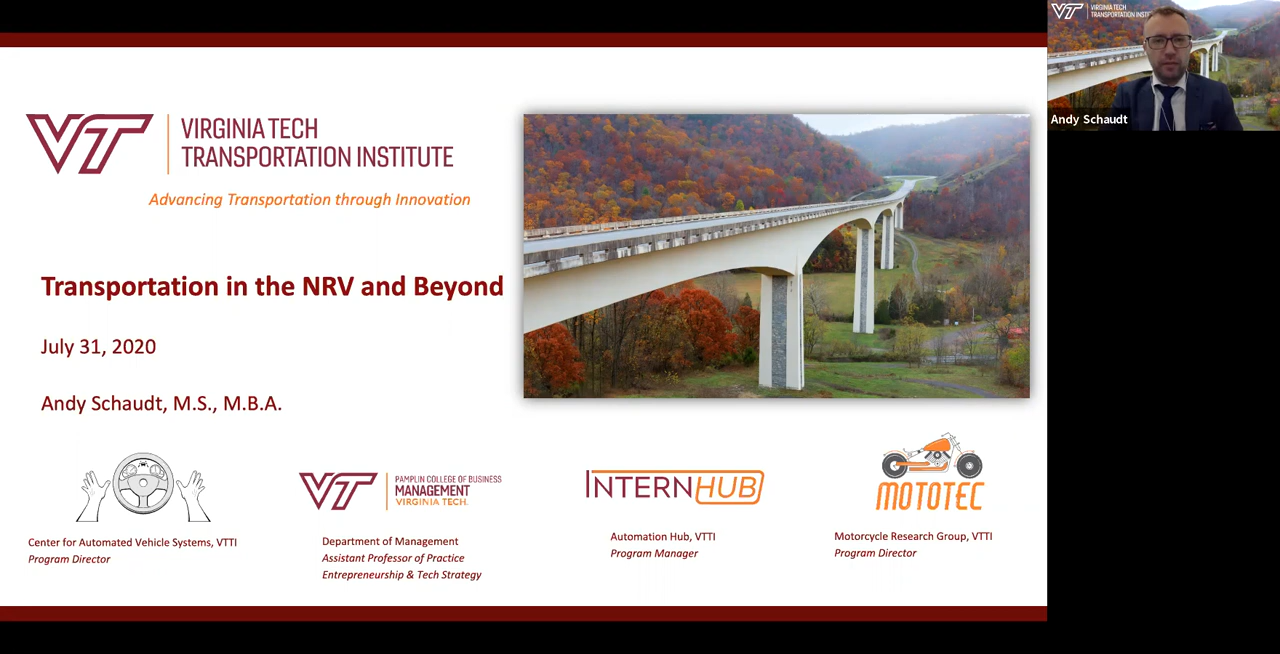 VT
VIRGINIA TECH
TRANSPORTATION INSTITUTE
Advancing Transportation through Innovation
Transportation in the NRV and Beyond
July 31, 2020
Andy Schaudt, M.S., M.B.A.
Center for Automated Vehicle Systems, VTTI
Program Director
VT
PAMPLIN COLLEGE OF BUSINESS
MANAGEMENT
VIRGINIA TECH.
Department of Management
Assistant Professor of Practice
Entrepreneurship & Tech Strategy
INTERNHUB
Automation Hub, VTTI
Program Manager
MOTOTEC
Motorcycle Research Group, VTTI
Program Director
VT
VIRGINIA TECH
TRANSPORTATION
Andy Schaudt